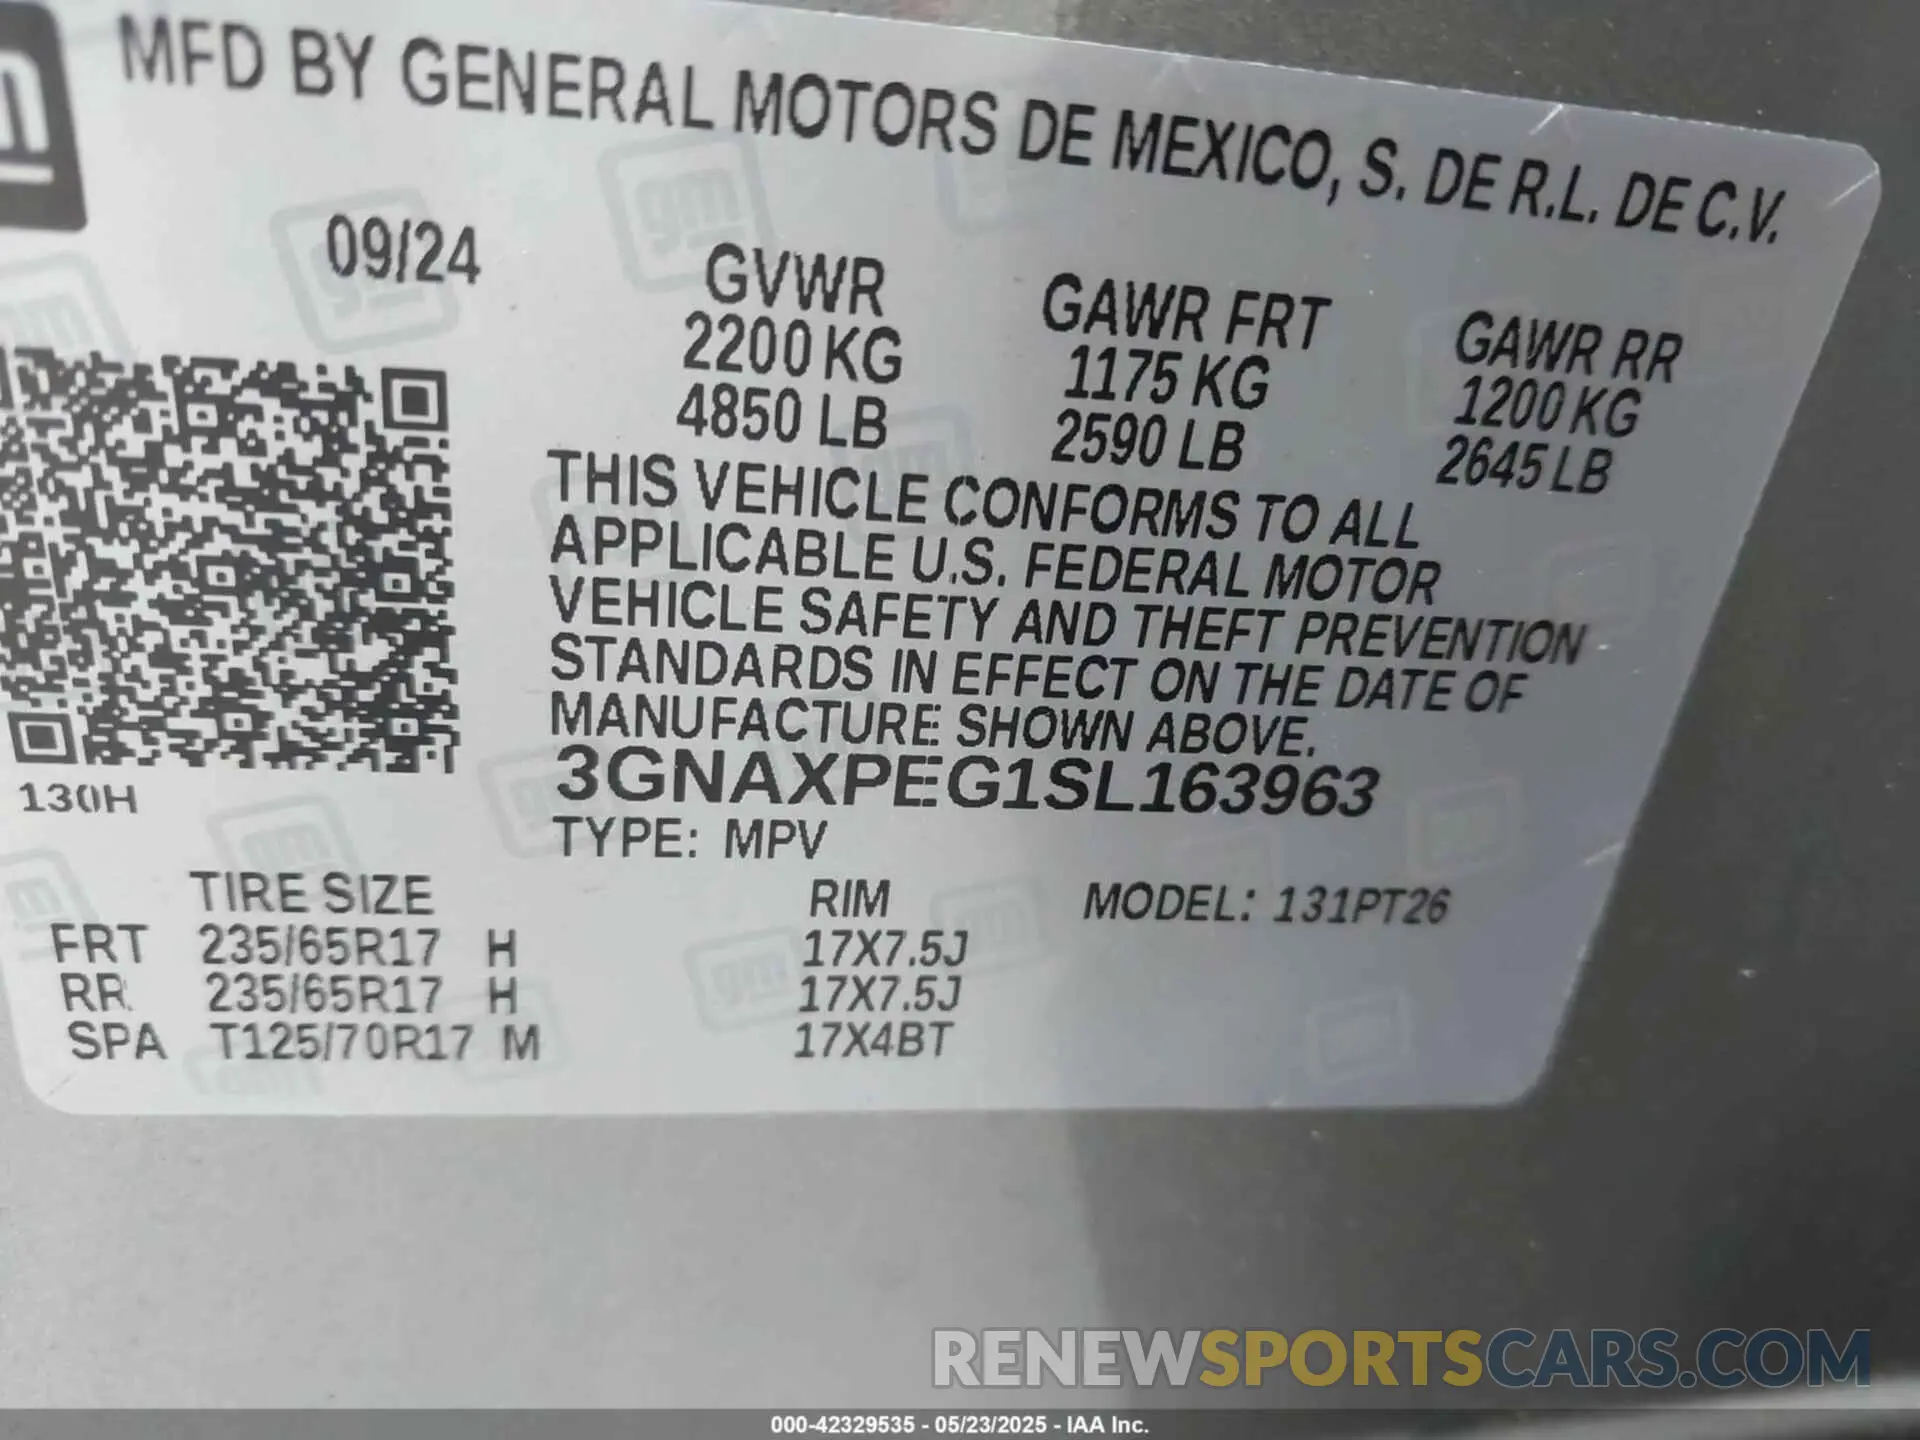 MFD BY GENERAL MOTORS DE MEXICO, S. DE R.L. DE C.V.
09/24
GVWR GAWR FRT GAWR RR
2200 KG 1175 KG 1200 KG
4850 LB 2590 LB 2645 LB
THIS VEHICLE CONFORMS TO ALL
APPLICABLE U.S. FEDERAL MOTOR
VEHICLE SAFETY AND THEFT PREVENTION
STANDARDS IN EFFECT ON THE DATE OF
MANUFACTURE SHOWN ABOVE.
3GNAXPEG1SL163963
130H
TYPE: MPV
TIRE SIZE RIM MODEL: 131PT26
FRT 235/65R17 H 17X7.5J
RR 235/65R17 H 17X7.5J
SPA T125/70R17 M 17X4BT
RENEWSPORTSCARS.COM
000-42329535 - 05/23/2025 - IAA Inc.